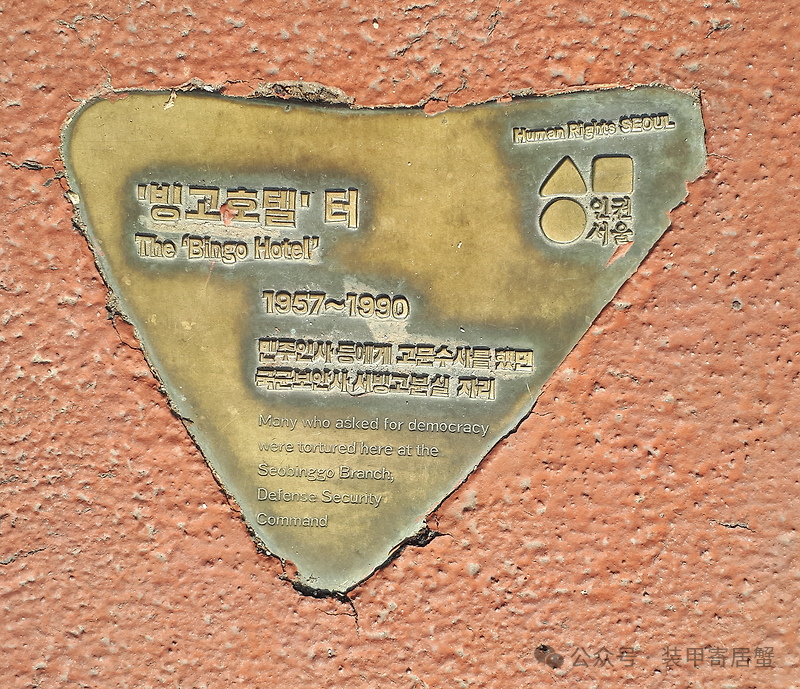 Human Rights SEOUL
인권
서울
'빙고호텔' 터
The 'Bingo Hotel'
1957~1990
민주인사 등에게 고문수사를 했던
국군보안사 서빙고분실 자리
Many who asked for democracy
were tortured here at the
Seobinggo Branch,
Defense Security
Command
公众号 · 装甲寄居蟹